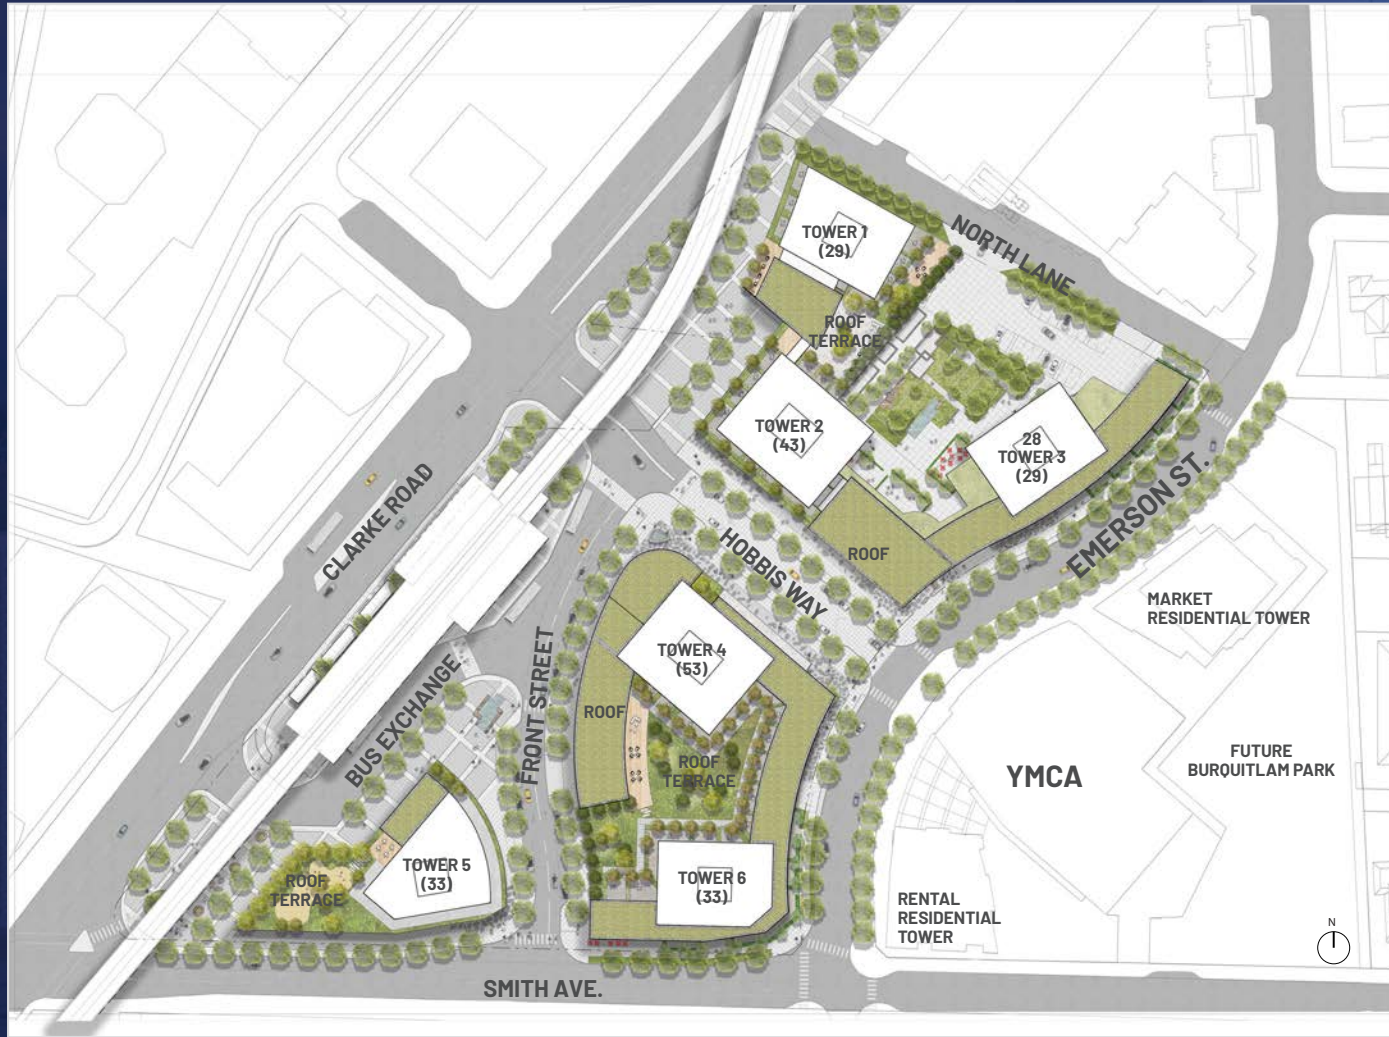 TOWER 1
(29)
NORTH LANE
ROOF
TERRACE
TOWER 2
(43)
28
TOWER 3
(29)
CLARKE ROAD
EMERSON ST.
HOBBIS WAY
ROOF
MARKET
RESIDENTIAL TOWER
TOWER 4
(53)
FRONT STREET
BUS EXCHANGE
ROOF
ROOF
TERRACE
YMCA
FUTURE
BURQUITLAM PARK
TOWER 5
(33)
ROOF
TERRACE
TOWER 6
(33)
RENTAL
RESIDENTIAL
TOWER
N
SMITH AVE.